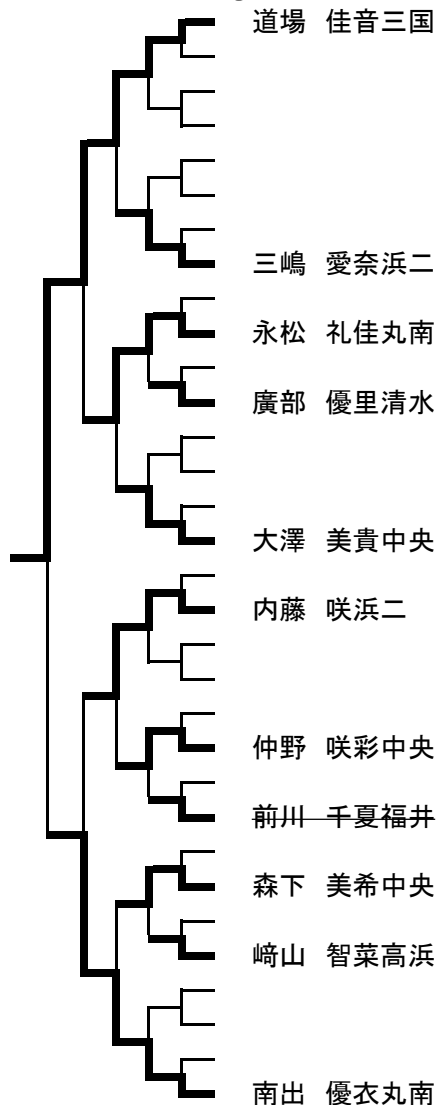 道場 佳音三国
三嶋 愛奈浜二
永松 礼佳丸南
廣部 優里清水
大澤 美貴中央
内藤 咲浜二
仲野 咲彩中央
前川 千夏福井
森下 美希中央
﨑山 智菜高浜
南出 優衣丸南